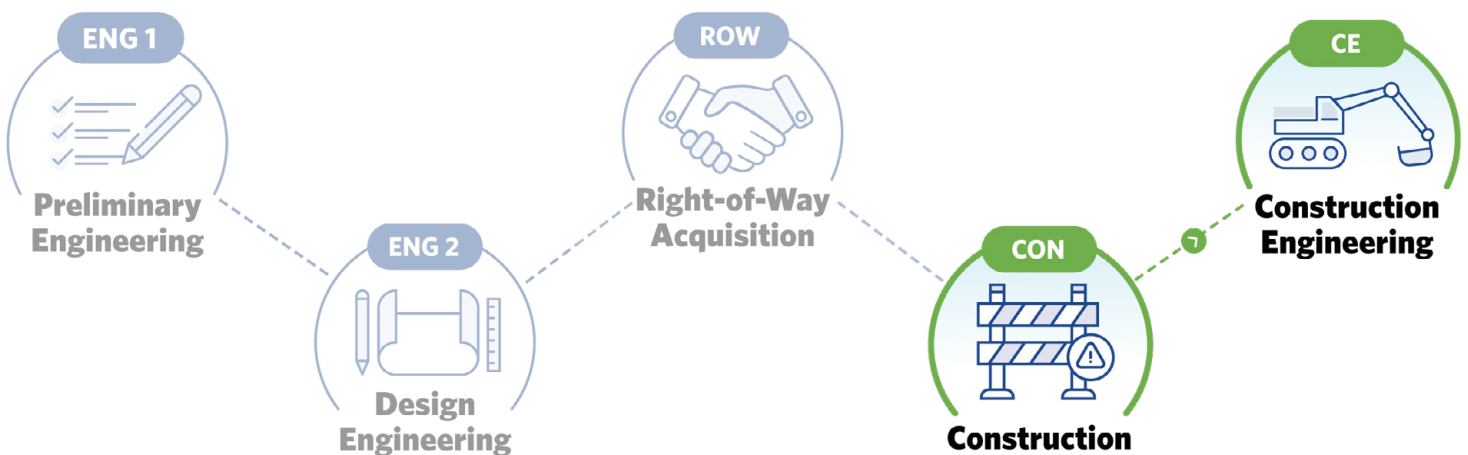 ENG 1
Preliminary
Engineering
ENG 2
Design
Engineering
ROW
Right-of-Way
Acquisition
CON
Construction
CE
Construction
Engineering